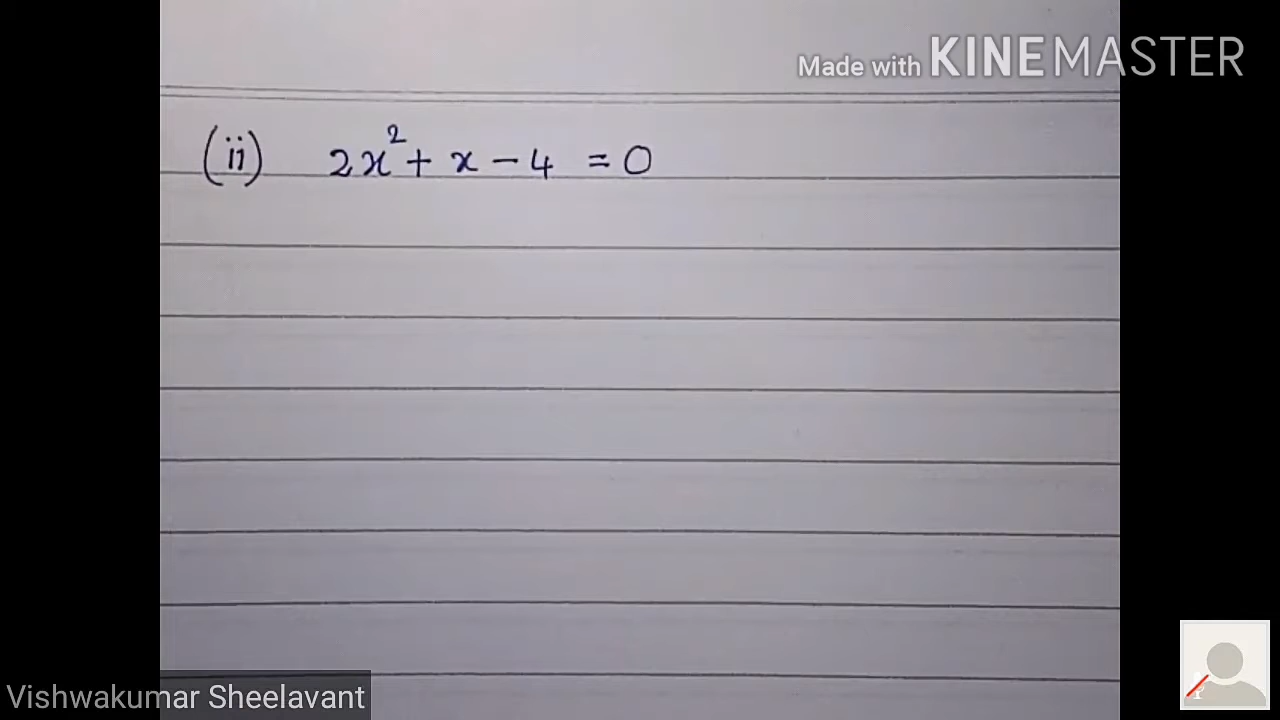 Made with KINEMASTER
(ii) 2x² + x - 4 = 0
Vishwakumar Sheelavant